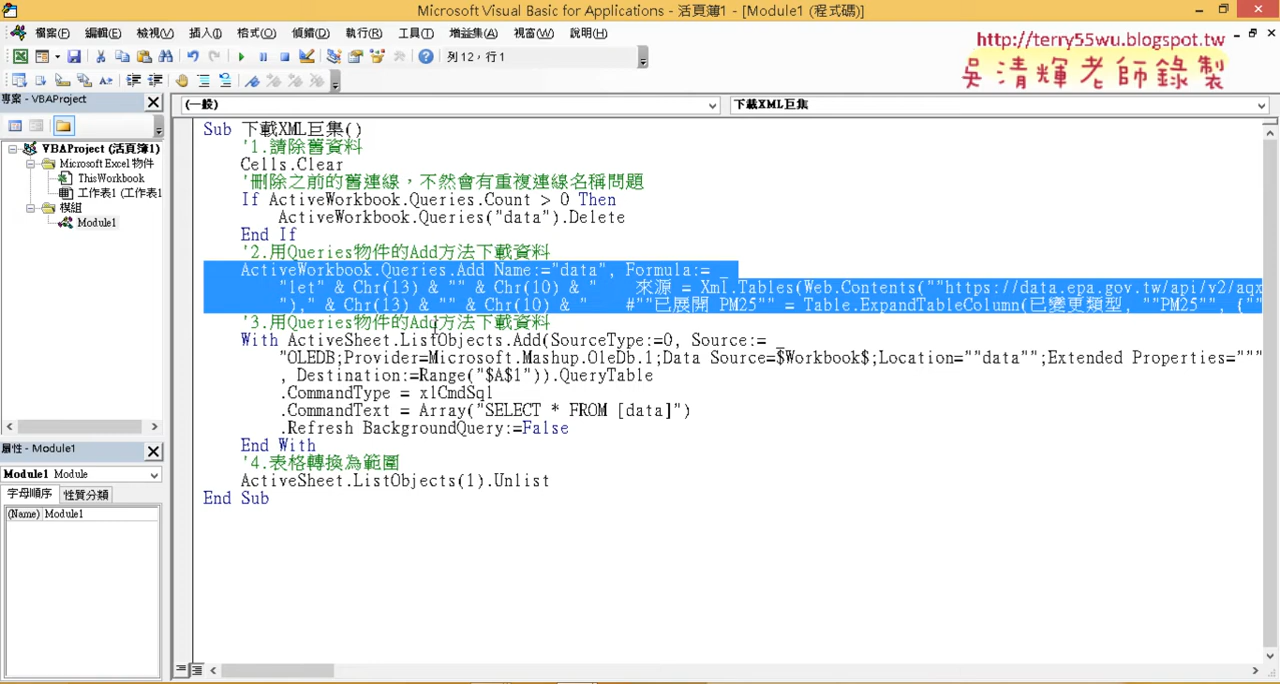 Microsoft Visual Basic for Applications - 活頁簿1 - [Module1 (程式碼)]
檔案(F) 編輯(E) 檢視(V) 插入(I) 格式(O) 偵錯(D) 執行(R) 工具(T) 增益集(A) 視窗(W) 說明(H)
http://terry55wu.blogspot.tw
吳清輝老師錄製
列 12，行 1
專案 - VBAProject
(一般)
下載XML巨集
VBAProject (活頁簿1)
Microsoft Excel 物件
ThisWorkbook
工作表1 (工作表1
模組
Module1
屬性 - Module1
Module1 Module
字母順序 性質分類
(Name) Module1
Sub 下載XML巨集()
'1.請除舊資料
Cells.Clear
'刪除之前的舊連線，不然會有重複連線名稱問題
If ActiveWorkbook.Queries.Count > 0 Then
ActiveWorkbook.Queries("data").Delete
End If
'2.用Queries物件的Add方法下載資料
ActiveWorkbook.Queries.Add Name:="data", Formula:= _
"let" & Chr(13) & "" & Chr(10) & " 來源 = Xml.Tables(Web.Contents(""https://data.epa.gov.tw/api/v2/aqx
")," & Chr(13) & "" & Chr(10) & " #""已展開 PM25"" = Table.ExpandTableColumn(已變更類型, ""PM25"", {"
'3.用Queries物件的Add方法下載資料
With ActiveSheet.ListObjects.Add(SourceType:=0, Source:= _
"OLEDB;Provider=Microsoft.Mashup.OleDb.1;Data Source=$Workbook$;Location=""data"";Extended Properties="""
, Destination:=Range("$A$1")).QueryTable
.CommandType = xlCmdSql
.CommandText = Array("SELECT * FROM [data]")
.Refresh BackgroundQuery:=False
End With
'4.表格轉換為範圍
ActiveSheet.ListObjects(1).Unlist
End Sub